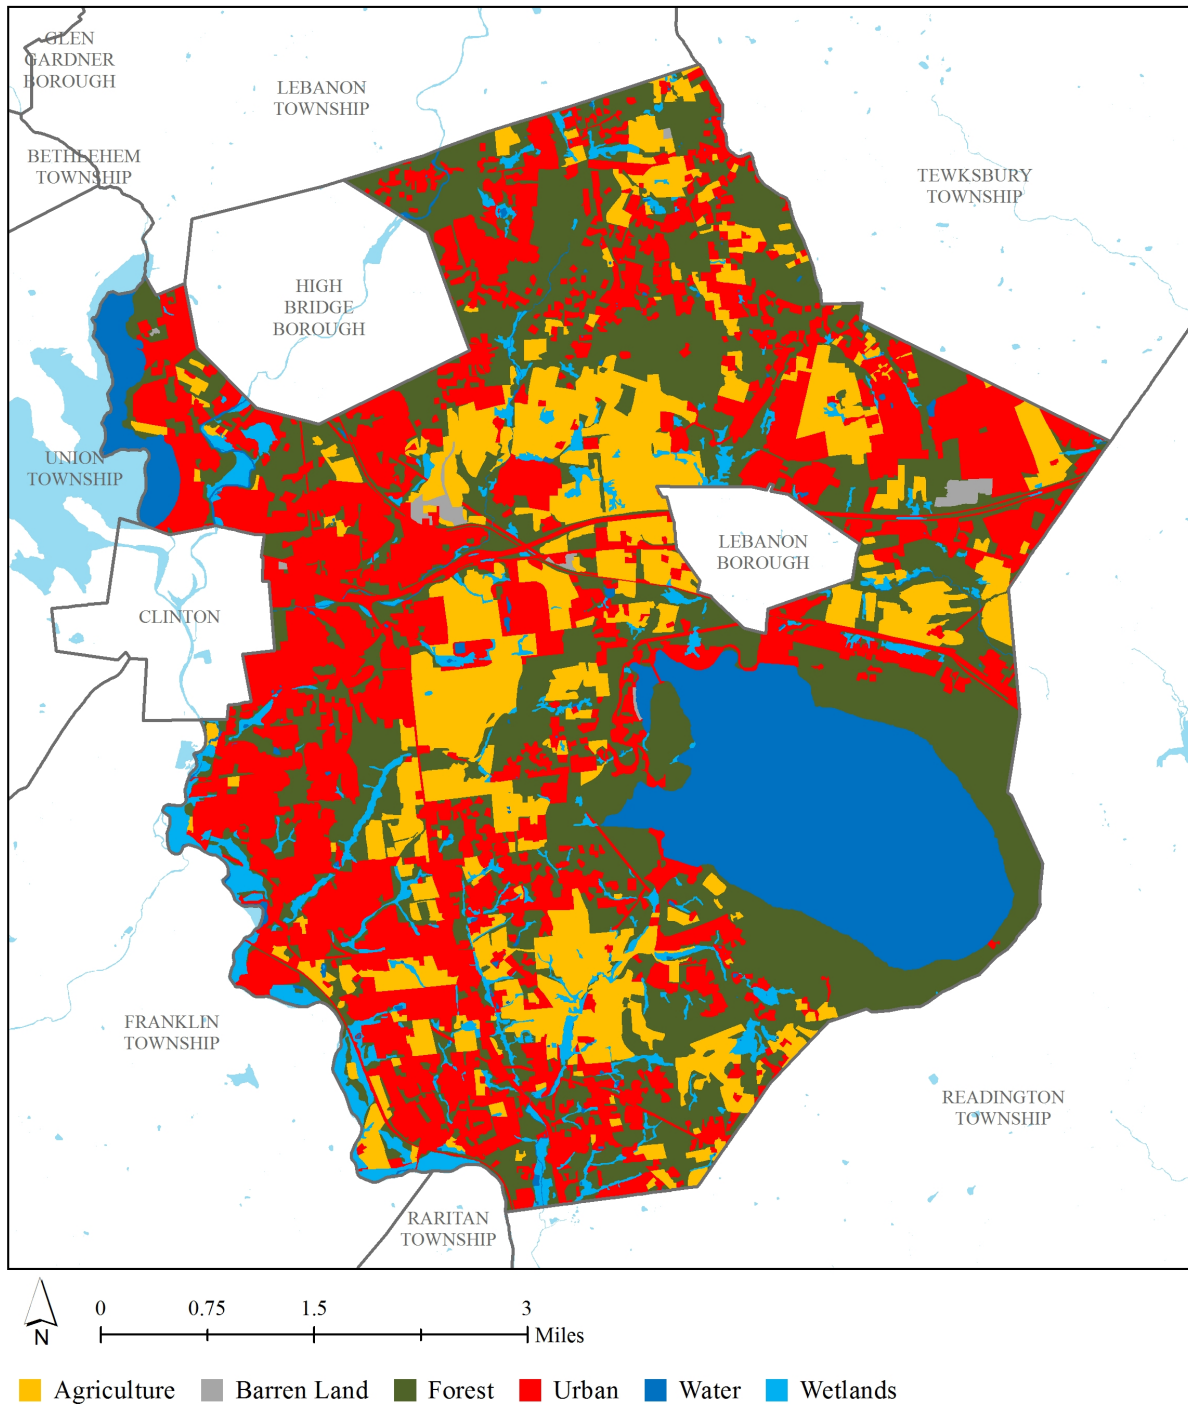 GLEN
GARDNER
BOROUGH
LEBANON
TOWNSHIP
BETHLEHEM
TOWNSHIP
TEWKSBURY
TOWNSHIP
HIGH
BRIDGE
BOROUGH
UNION
TOWNSHIP
LEBANON
BOROUGH
CLINTON
FRANKLIN
TOWNSHIP
READINGTON
TOWNSHIP
RARITAN
TOWNSHIP
N
0 0.75 1.5 3
Miles
Agriculture Barren Land Forest Urban Water Wetlands